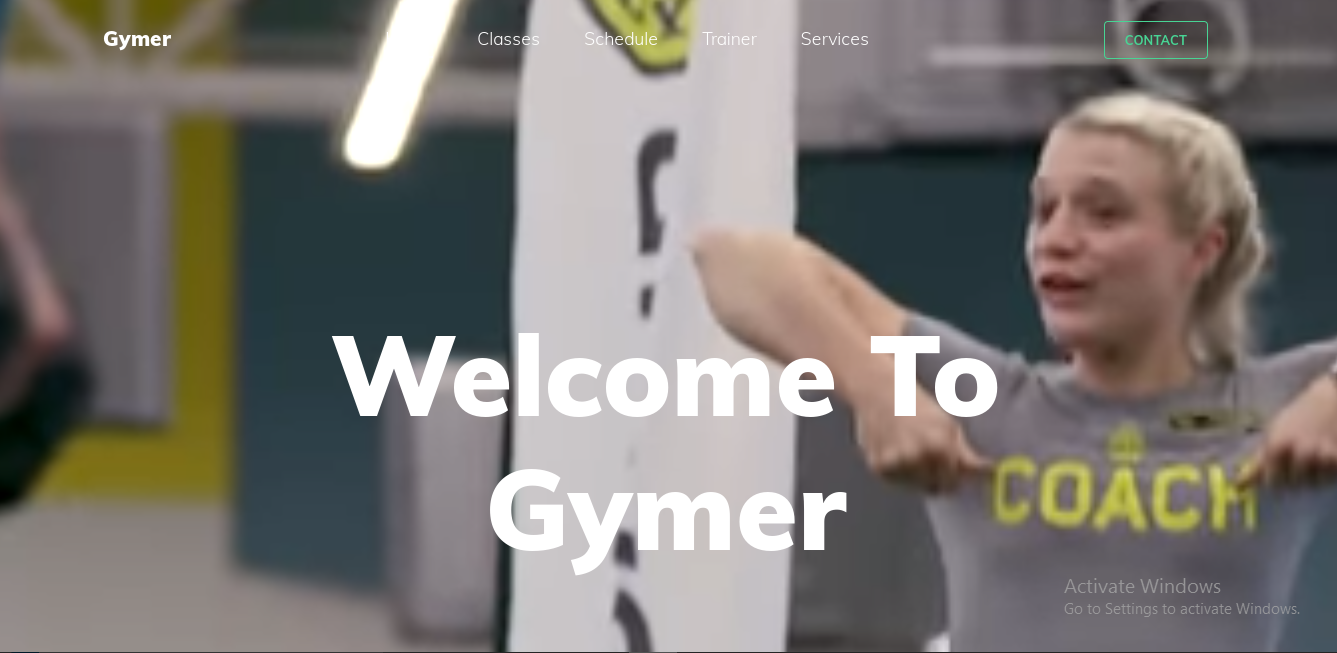 Gymer
Classes
Schedule
Trainer
Services
CONTACT
Welcome To
Gymer
COACH
Activate Windows
Go to Settings to activate Windows.